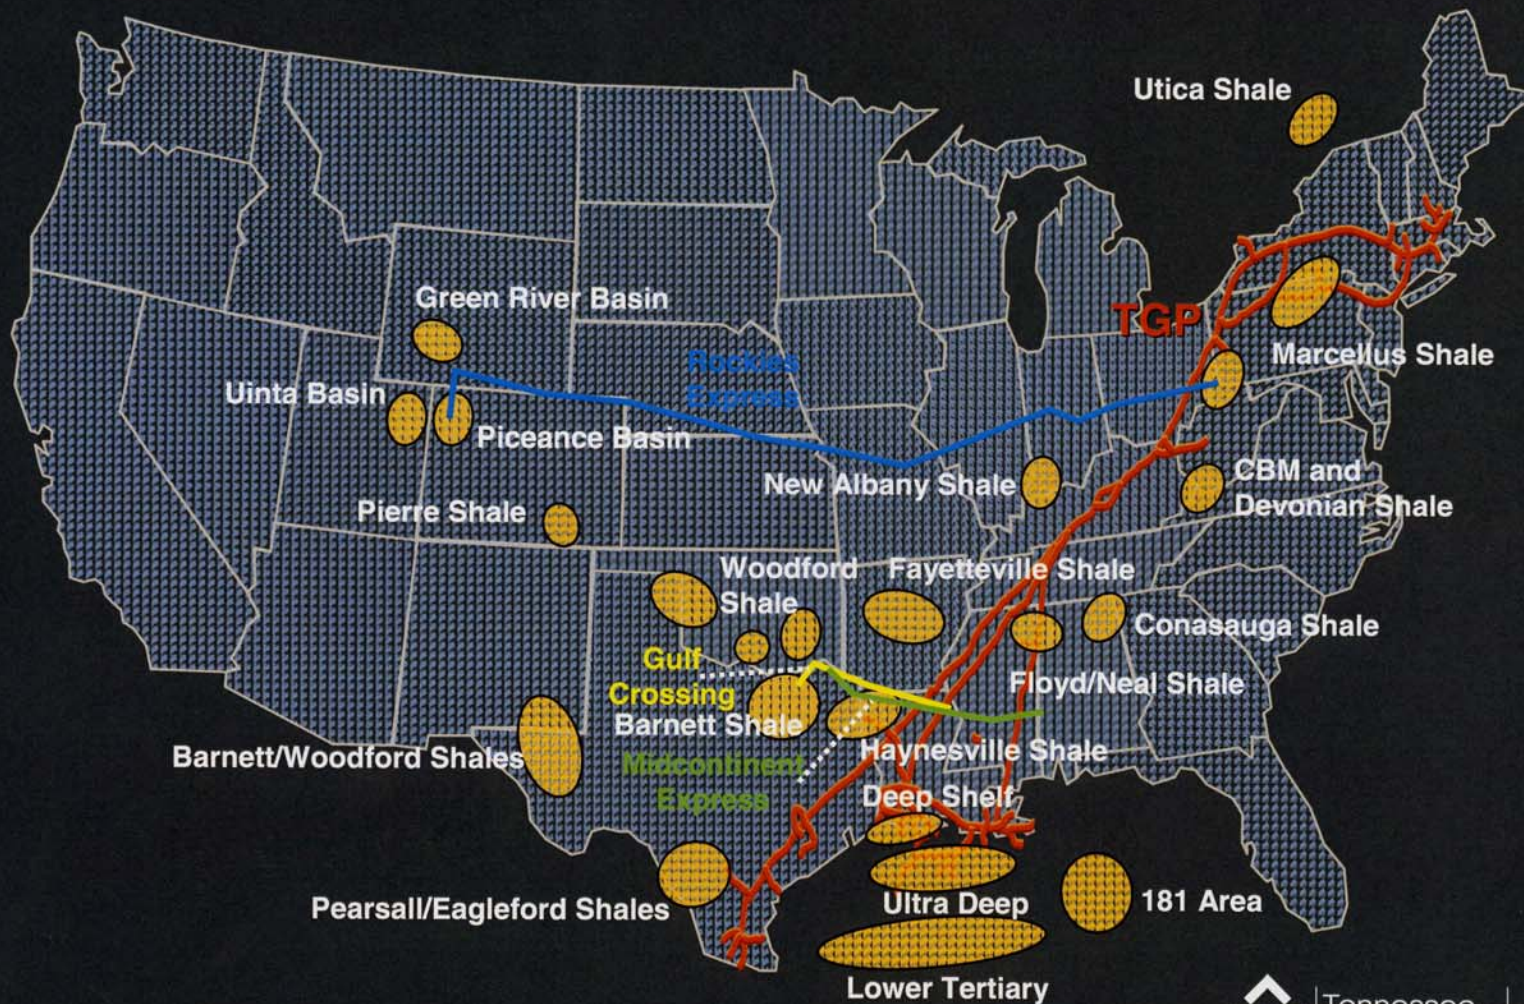 Utica Shale
Green River Basin
TGP
Marcellus Shale
Rockies
Express
Uinta Basin
Piceance Basin
New Albany Shale
CBM and
Devonian Shale
Pierre Shale
Woodford
Shale
Fayetteville Shale
Conasauga Shale
Gulf
Crossing
Floyd/Neal Shale
Barnett Shale
Haynesville Shale
Barnett/Woodford Shales
Midcontinent
Express
Deep Shelf
Pearsall/Eagleford Shales
Ultra Deep
181 Area
Lower Tertiary
Tennessee